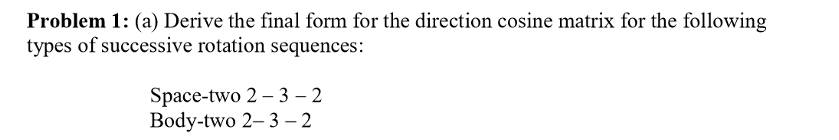 Problem 1: (a) Derive the final form for the direction cosine matrix for the following
types of successive rotation sequences:
Space-two 2 – 3 – 2
Body-two 2– 3 – 2